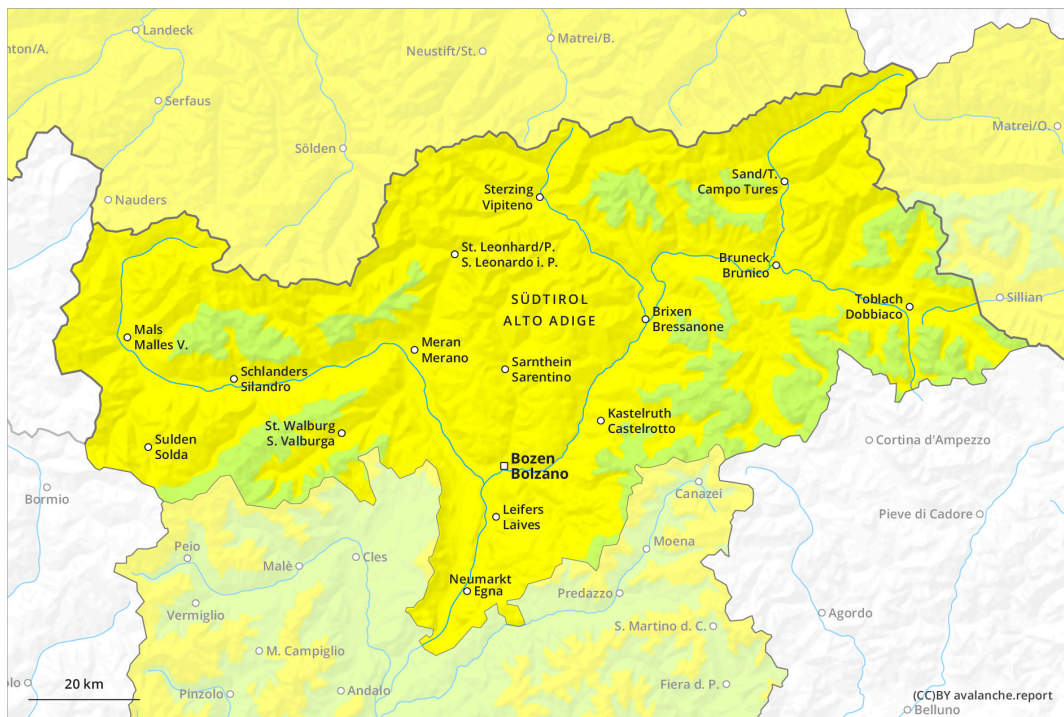 Landeck
Matrei/B.
Neustift/St.
nton/A.
Serfaus
Matrei/O.
Sölden
Sand/T.
Campo Tures
Sterzing
Vipiteno
Nauders
St. Leonhard/P.
S. Leonardo i. P.
Bruneck
Brunico
SÜDTIROL
ALTO ADIGE
Toblach
Dobbiaco
Sillian
Brixen
Bressanone
Mals
Malles V.
Meran
Merano
Sarnthein
Sarentino
Schlanders
Silandro
Kastelruth
Castelrotto
St. Walburg
S. Valburga
Sulden
Solda
Cortina d'Ampezzo
Bozen
Bolzano
Bormio
Canazei
Leifers
Laives
Pieve di Cadore
Moena
Peio
Cles
Malè
Neumarkt
Egna
Predazzo
Vermiglio
Agordo
S. Martino d. C.
M. Campiglio
20 km
olo
Pinzolo
Andalo
Fiera d. P.
(CC)BY avalanche.report
Belluno